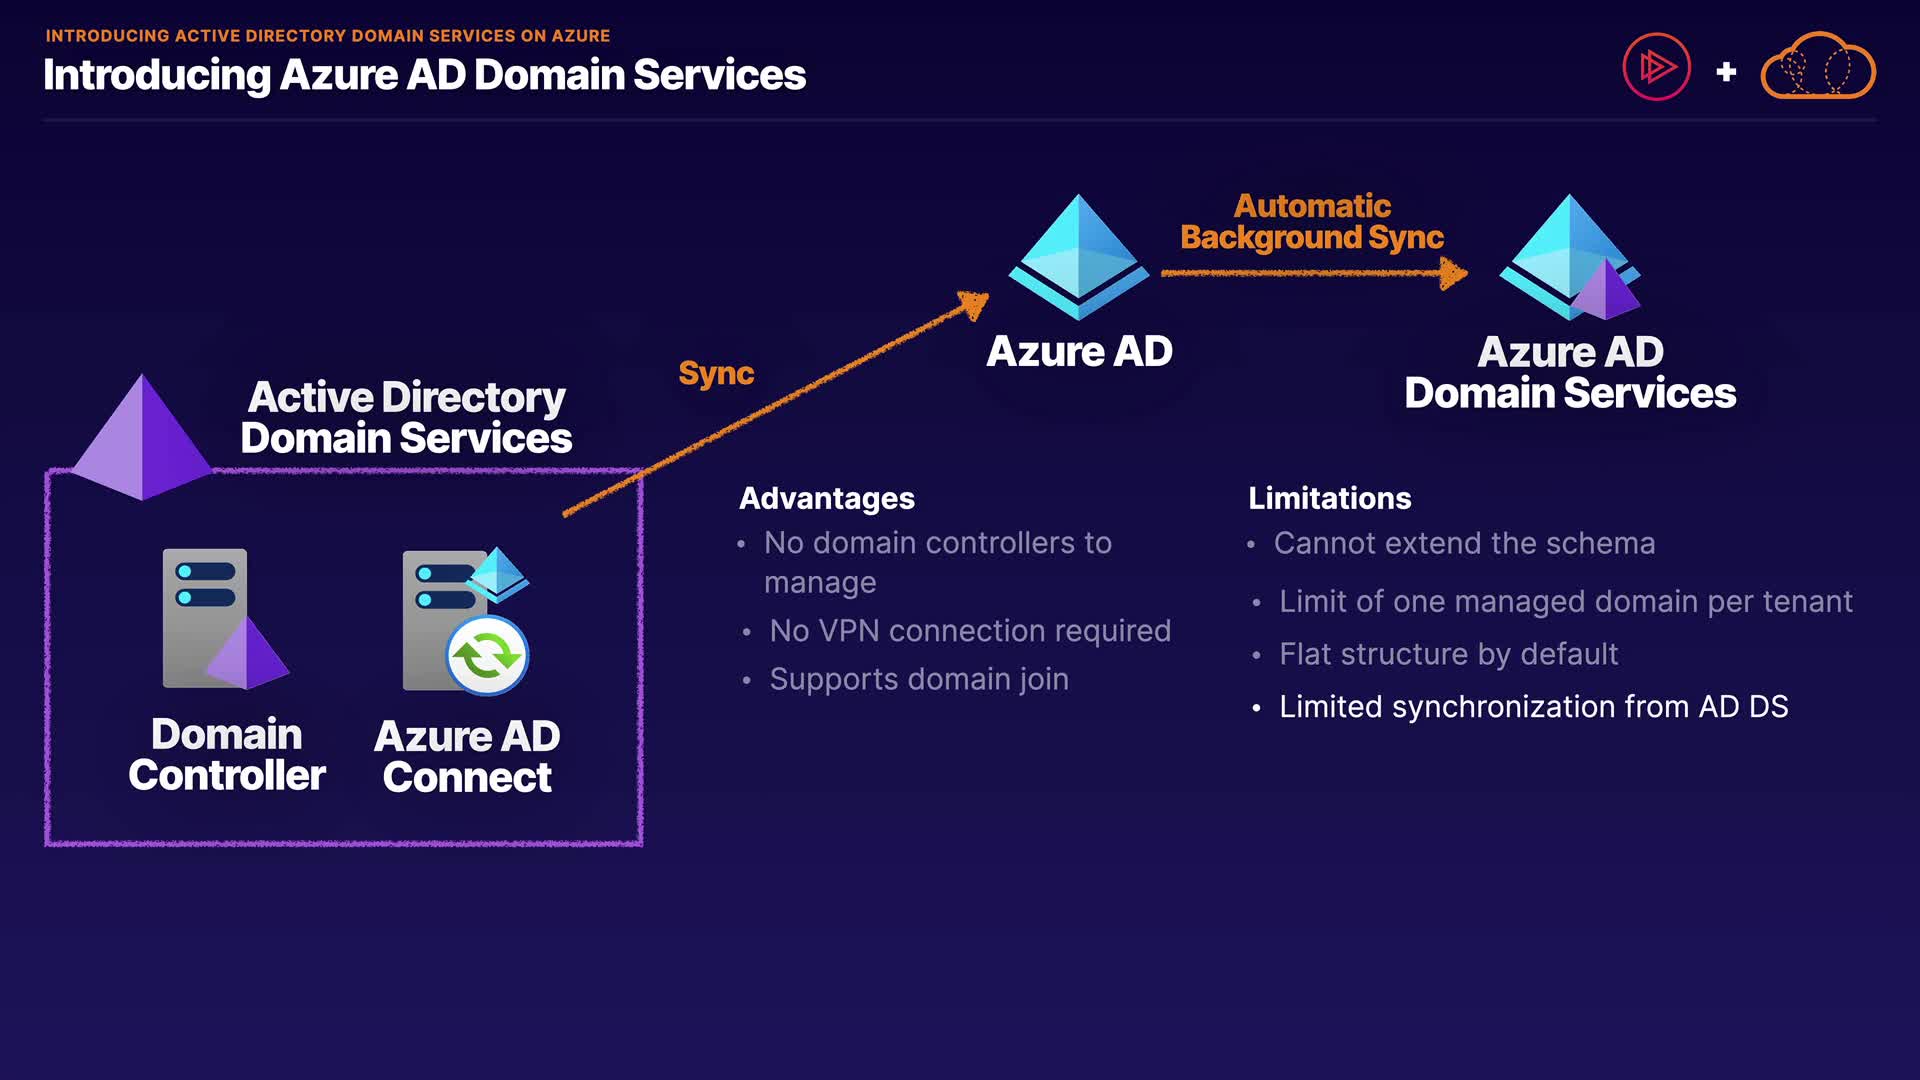 INTRODUCING ACTIVE DIRECTORY DOMAIN SERVICES ON AZURE
Introducing Azure AD Domain Services
+
Automatic
Background Sync
Azure AD
Azure AD
Domain Services
Sync
Active Directory
Domain Services
Domain
Controller
Azure AD
Connect
Advantages
• No domain controllers to
manage
• No VPN connection required
• Supports domain join
Limitations
• Cannot extend the schema
• Limit of one managed domain per tenant
• Flat structure by default
• Limited synchronization from AD DS